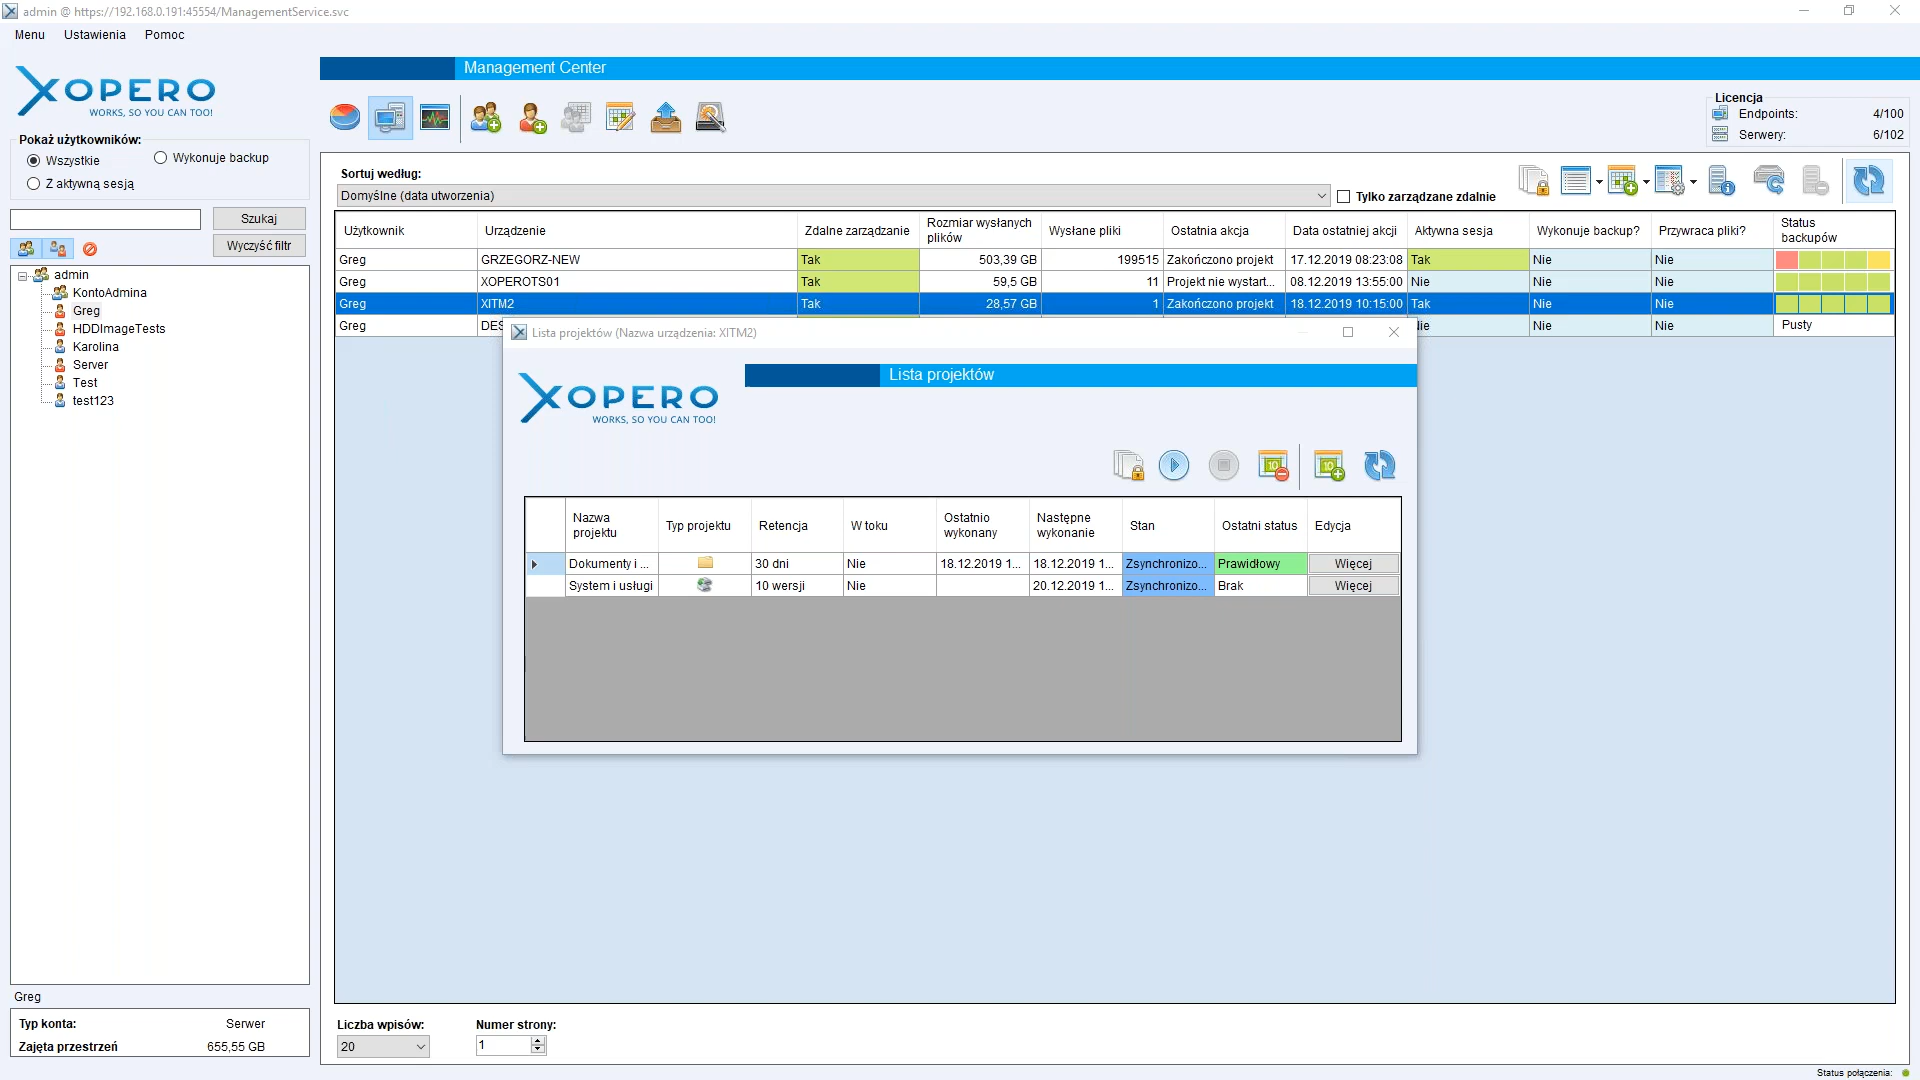 admin @ https://192.168.0.191:45554/ManagementService.svc
Menu Ustawienia Pomoc
XOPERO
WORKS, SO YOU CAN TOO!
Management Center
Licencja
Endpoints: 4/100
Serwery: 6/102
Pokaż użytkowników:
Wszystkie Wykonuje backup
Z aktywną sesją
Szukaj
Wyczyść filtr
admin
KontoAdmina
Greg
HDDImageTests
Karolina
Server
Test
test123
Greg
Typ konta: Serwer
Zajęta przestrzeń 655,55 GB
Sortuj według:
Domyślne (data utworzenia)
Tylko zarządzane zdalnie
Użytkownik Urządzenie Zdalne zarządzanie Rozmiar wysłanych plików Wysłane pliki Ostatnia akcja Data ostatniej akcji Aktywna sesja Wykonuje backup? Przywraca pliki? Status backupów
Greg GRZEGORZ-NEW Tak 503,39 GB 199515 Zakończono projekt 17.12.2019 08:23:08 Tak Nie Nie
Greg XOPEROTS01 Tak 59,5 GB 11 Projekt nie wystart... 08.12.2019 13:55:00 Nie Nie Nie
Greg XITM2 Tak 28,57 GB 1 Zakończono projekt 18.12.2019 10:15:00 Tak Nie Nie
Greg DES Nie Nie Pusty
Lista projektów (Nazwa urządzenia: XITM2)
XOPERO
WORKS, SO YOU CAN TOO!
Lista projektów
Nazwa projektu Typ projektu Retencja W toku Ostatnio wykonany Następne wykonanie Stan Ostatni status Edycja
Dokumenty i ... 30 dni Nie 18.12.2019 1... 18.12.2019 1... Zsynchronizo... Prawidłowy Więcej
System i usługi 10 wersji Nie 20.12.2019 1... Zsynchronizo... Brak Więcej
Liczba wpisów: Numer strony:
20 1
Status połączenia: